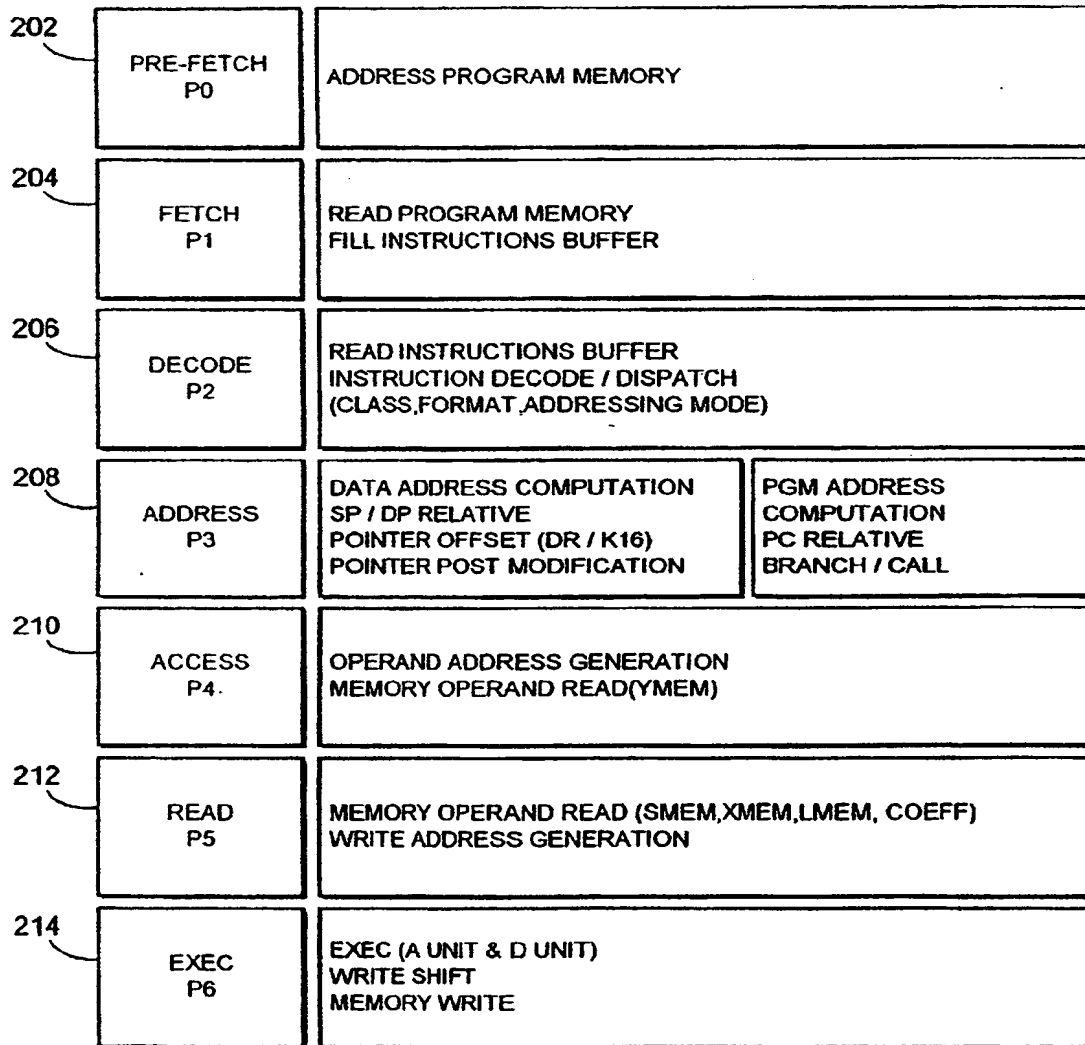 202
PRE-FETCH
P0
ADDRESS PROGRAM MEMORY
204
FETCH
P1
READ PROGRAM MEMORY
FILL INSTRUCTIONS BUFFER
206
DECODE
P2
READ INSTRUCTIONS BUFFER
INSTRUCTION DECODE / DISPATCH
(CLASS,FORMAT,ADDRESSING MODE)
208
ADDRESS
P3
DATA ADDRESS COMPUTATION
SP / DP RELATIVE
POINTER OFFSET (DR / K16)
POINTER POST MODIFICATION
PGM ADDRESS
COMPUTATION
PC RELATIVE
BRANCH / CALL
210
ACCESS
P4
OPERAND ADDRESS GENERATION
MEMORY OPERAND READ(YMEM)
212
READ
P5
MEMORY OPERAND READ (SMEM,XMEM,LMEM, COEFF)
WRITE ADDRESS GENERATION
214
EXEC
P6
EXEC (A UNIT & D UNIT)
WRITE SHIFT
MEMORY WRITE